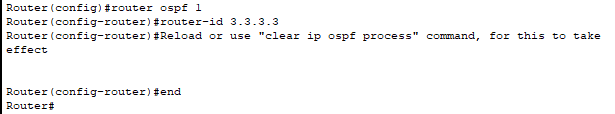 Router(config)#router ospf 1
Router(config-router)#router-id 3.3.3.3
Router(config-router)#Reload or use "clear ip ospf process" command, for this to take
effect
Router(config-router)#end
Router#